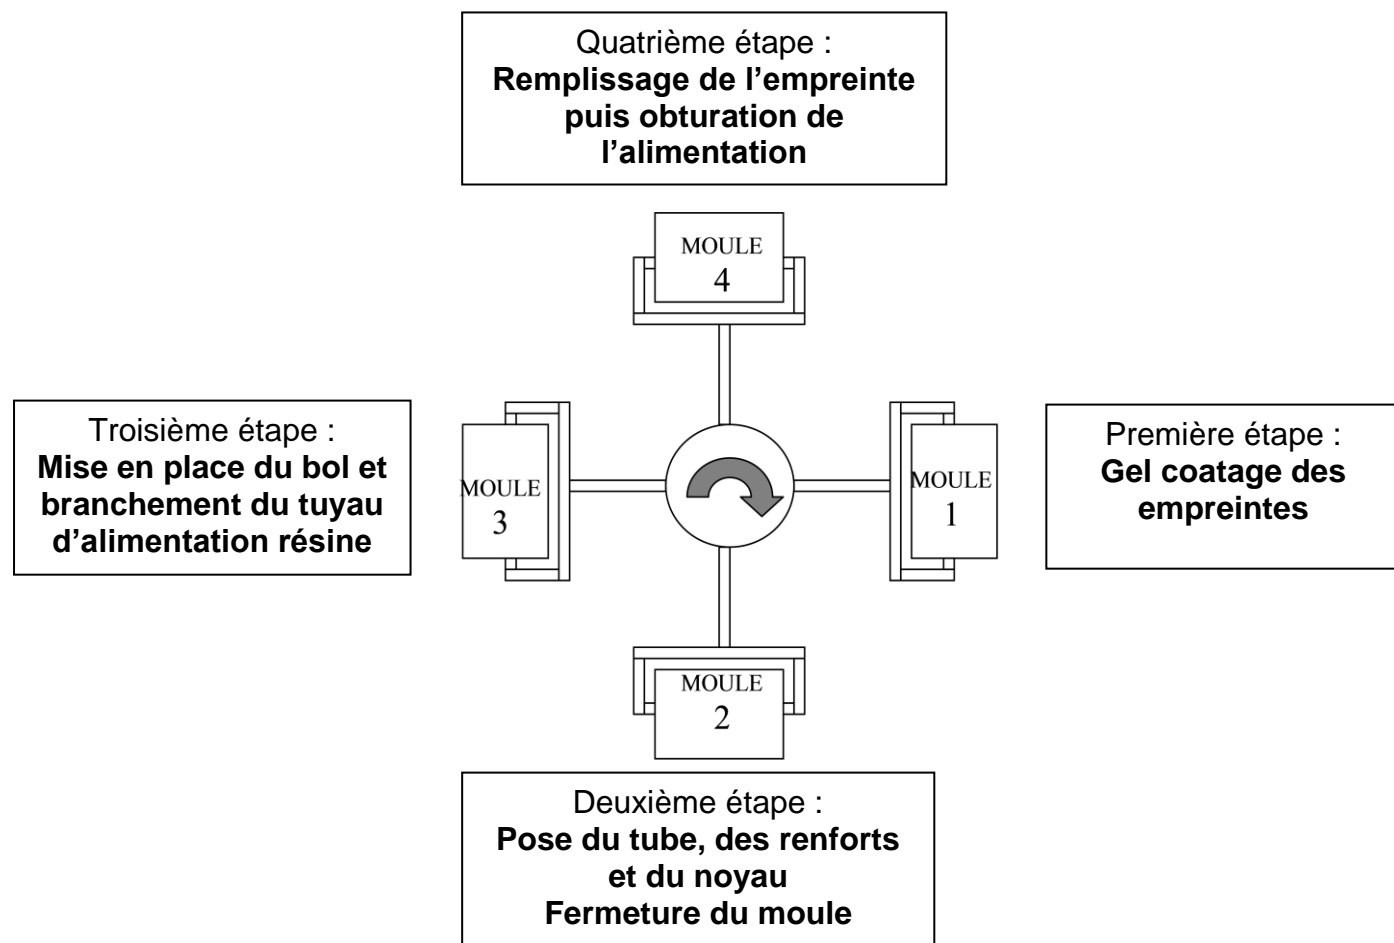 Quatrième étape :
Remplissage de l’empreinte
puis obturation de
l’alimentation
MOULE
4
Troisième étape :
Mise en place du bol et
branchement du tuyau
d’alimentation résine
MOULE
3
MOULE
1
Première étape :
Gel coatage des
empreintes
MOULE
2
Deuxième étape :
Pose du tube, des renforts
et du noyau
Fermeture du moule